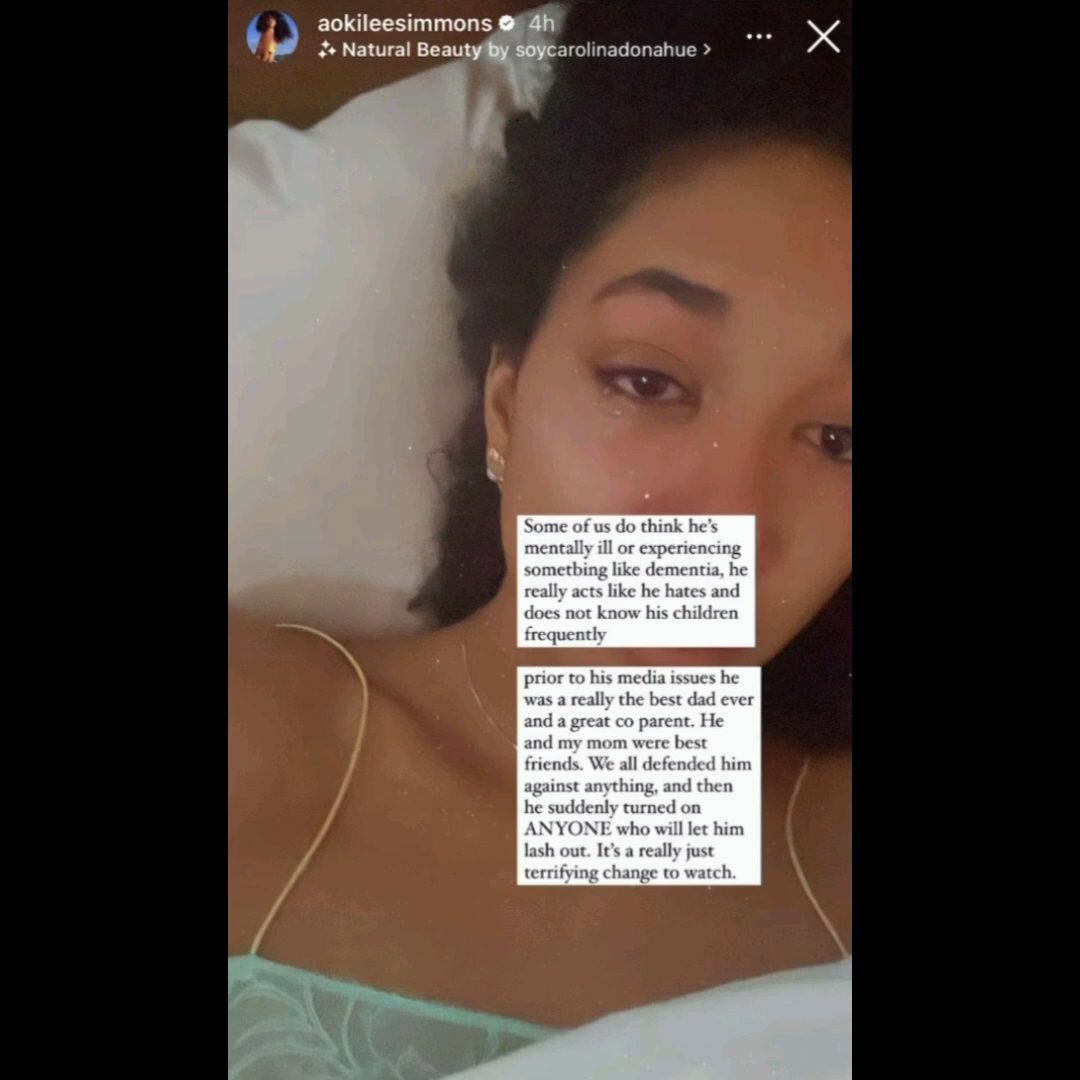 aokileesimmons 4h
Natural Beauty by soycarolinadonahue >
Some of us do think he's
mentally ill or experiencing
something like dementia, he
really acts like he hates and
does not know his children
frequently
prior to his media issues he
was a really the best dad ever
and a great co parent. He
and my mom were best
friends. We all defended him
against anything, and then
he suddenly turned on
ANYONE who will let him
lash out. It's a really just
terrifying change to watch.